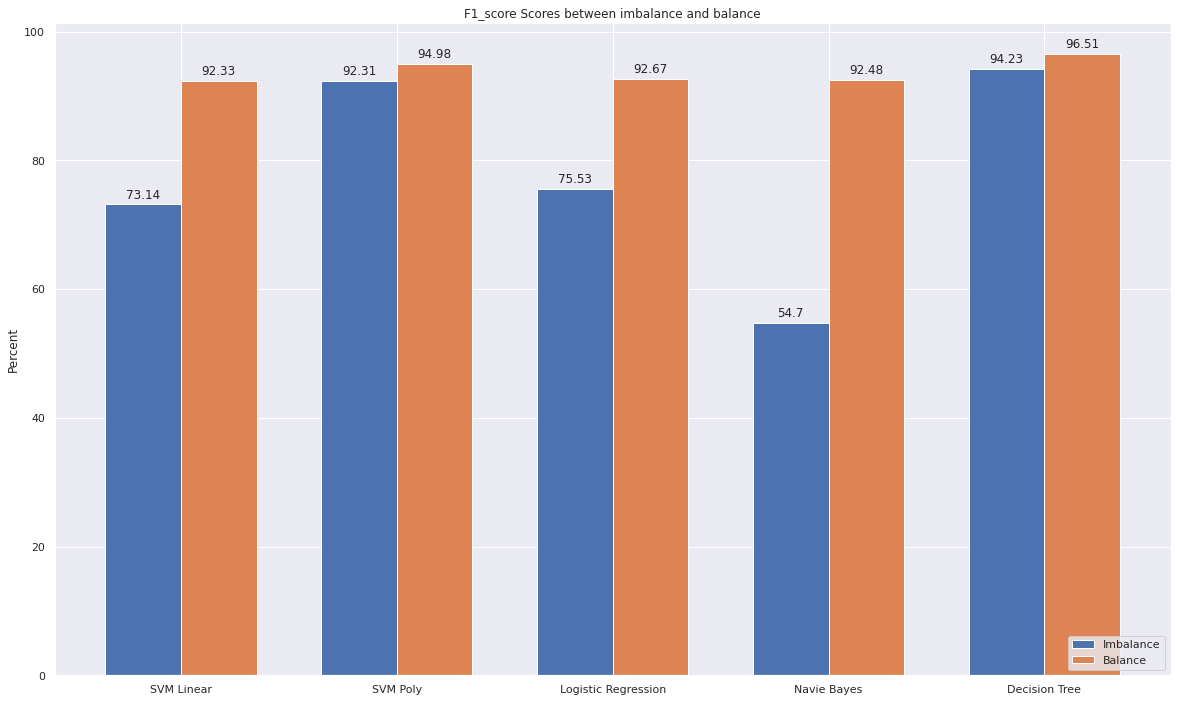 F1_score Scores between imbalance and balance
Percent
100
80
60
40
20
0
73.14
92.33
92.31
94.98
75.53
92.67
54.7
92.48
94.23
96.51
SVM Linear
SVM Poly
Logistic Regression
Navie Bayes
Decision Tree
Imbalance
Balance